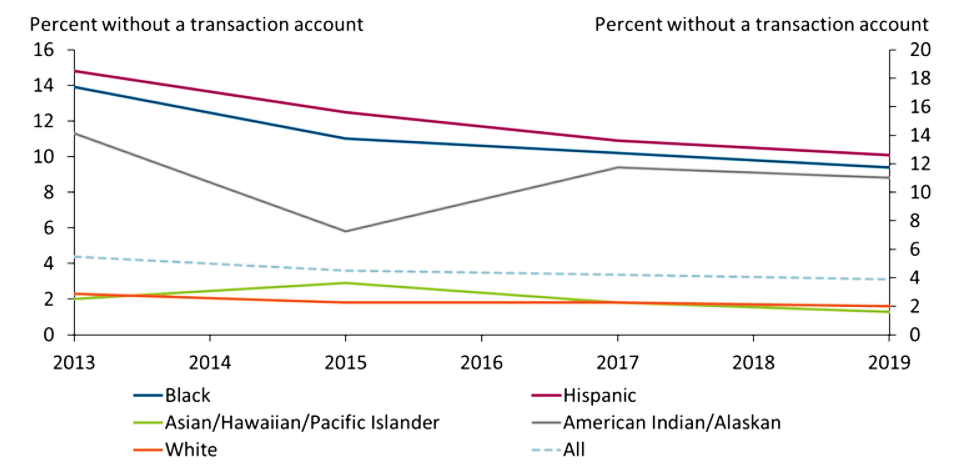 Percent without a transaction account Percent without a transaction account
16 20
14 18
12 16
10 14
8 12
6 10
4 8
2 6
0 4
2
0
2013 2014 2015 2016 2017 2018 2019
Black Hispanic
Asian/Hawaiian/Pacific Islander American Indian/Alaskan
White All